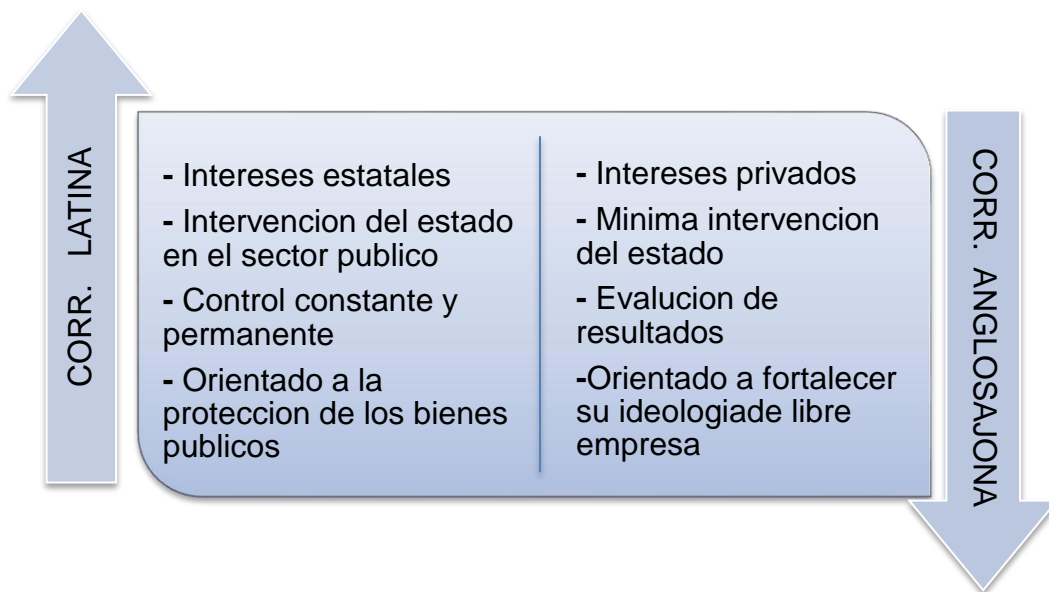 CORR. LATINA
- Intereses estatales
- Intervencion del estado
en el sector publico
- Control constante y
permanente
- Orientado a la
proteccion de los bienes
publicos
- Intereses privados
- Minima intervencion
del estado
- Evalucion de
resultados
-Orientado a fortalecer
su ideologiade libre
empresa
CORR. ANGLOSAJONA